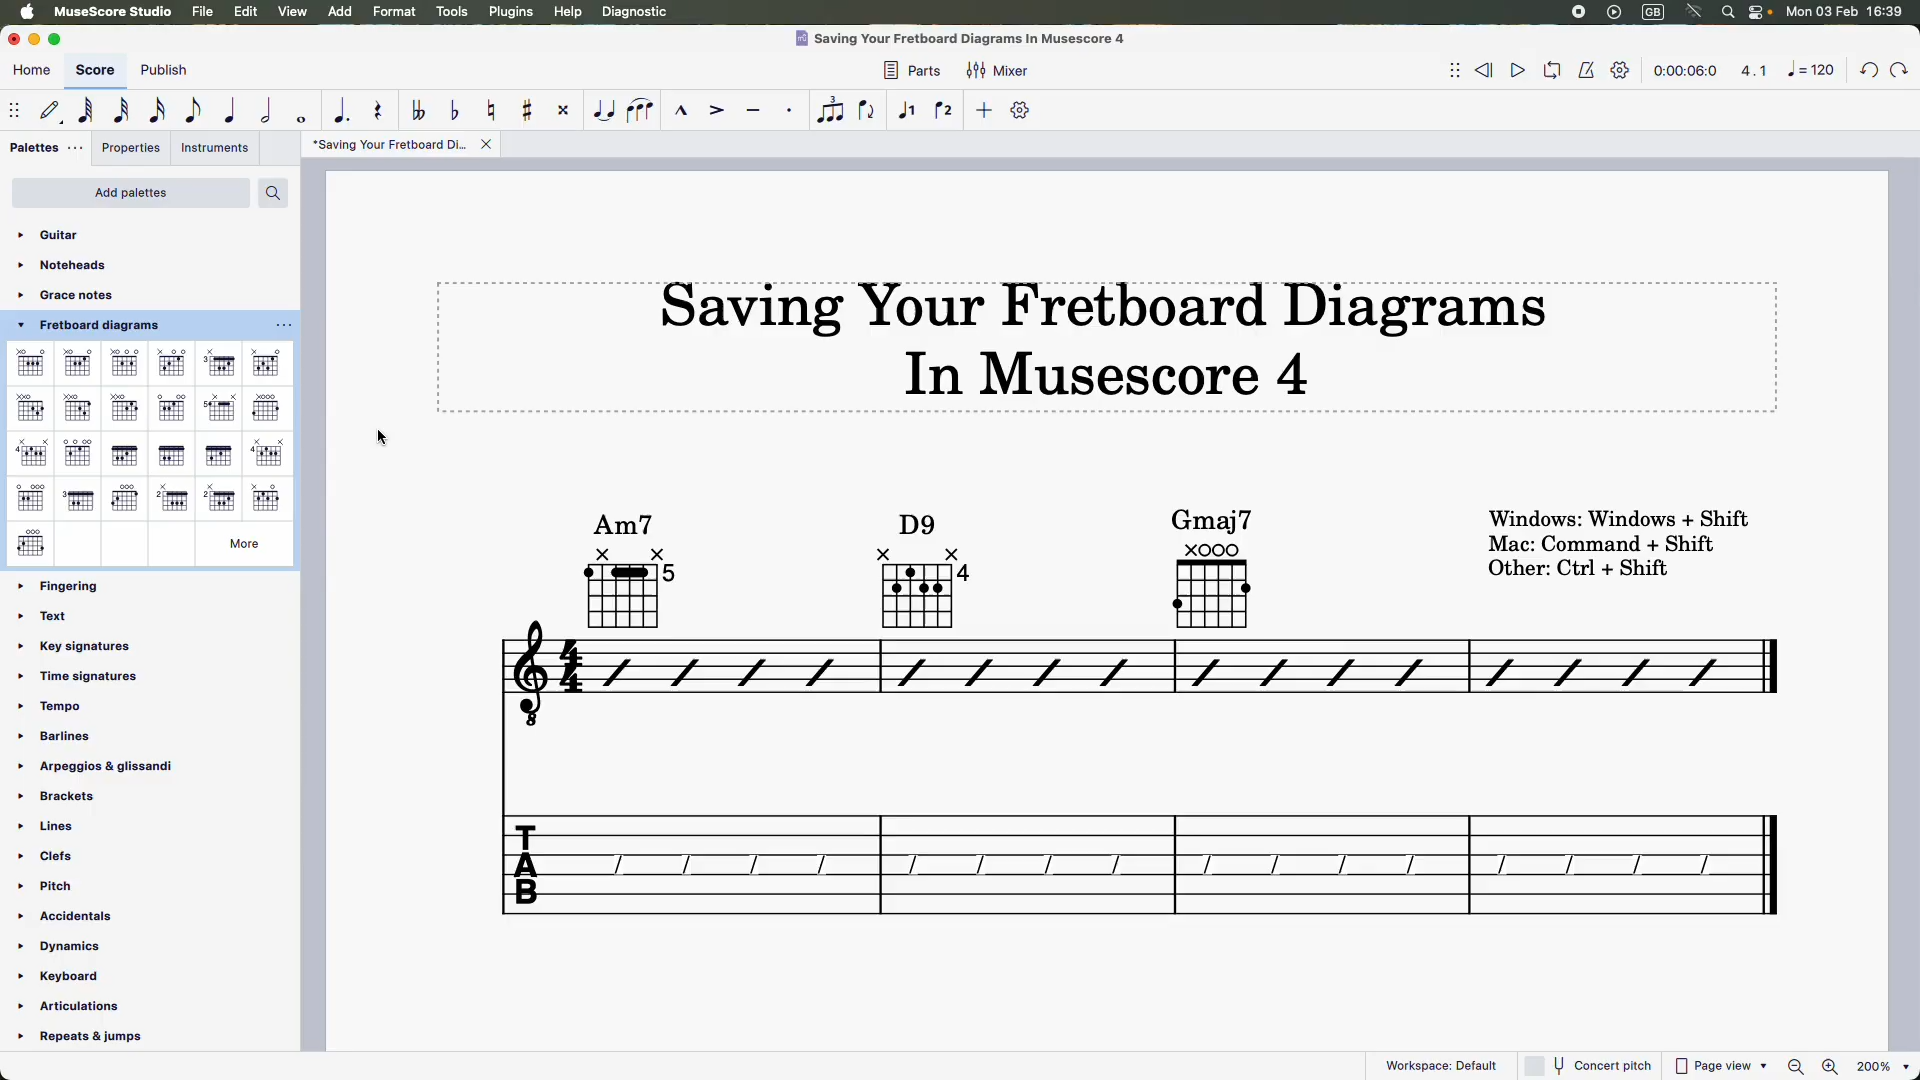 MuseScore Studio File Edit View Add Format Tools Plugins Help Diagnostic GB Mon 03 Feb 16:39
Saving Your Fretboard Diagrams In Musescore 4
Home Score Publish Parts Mixer 0:00:06:0 4 . 1 = 120
Palettes Properties Instruments
*Saving Your Fretboard Di...
Add palettes
Guitar
Noteheads
Grace notes
Fretboard diagrams
More
Fingering
Text
Key signatures
Time signatures
Tempo
Barlines
Arpeggios & glissandi
Brackets
Lines
Clefs
Pitch
Accidentals
Dynamics
Keyboard
Articulations
Repeats & jumps
Saving Your Fretboard Diagrams
In Musescore 4
Am7 D9 Gmaj7
5 4
Windows: Windows + Shift
Mac: Command + Shift
Other: Ctrl + Shift
4
4
8
T
A
B
Workspace: Default Concert pitch Page view 200%